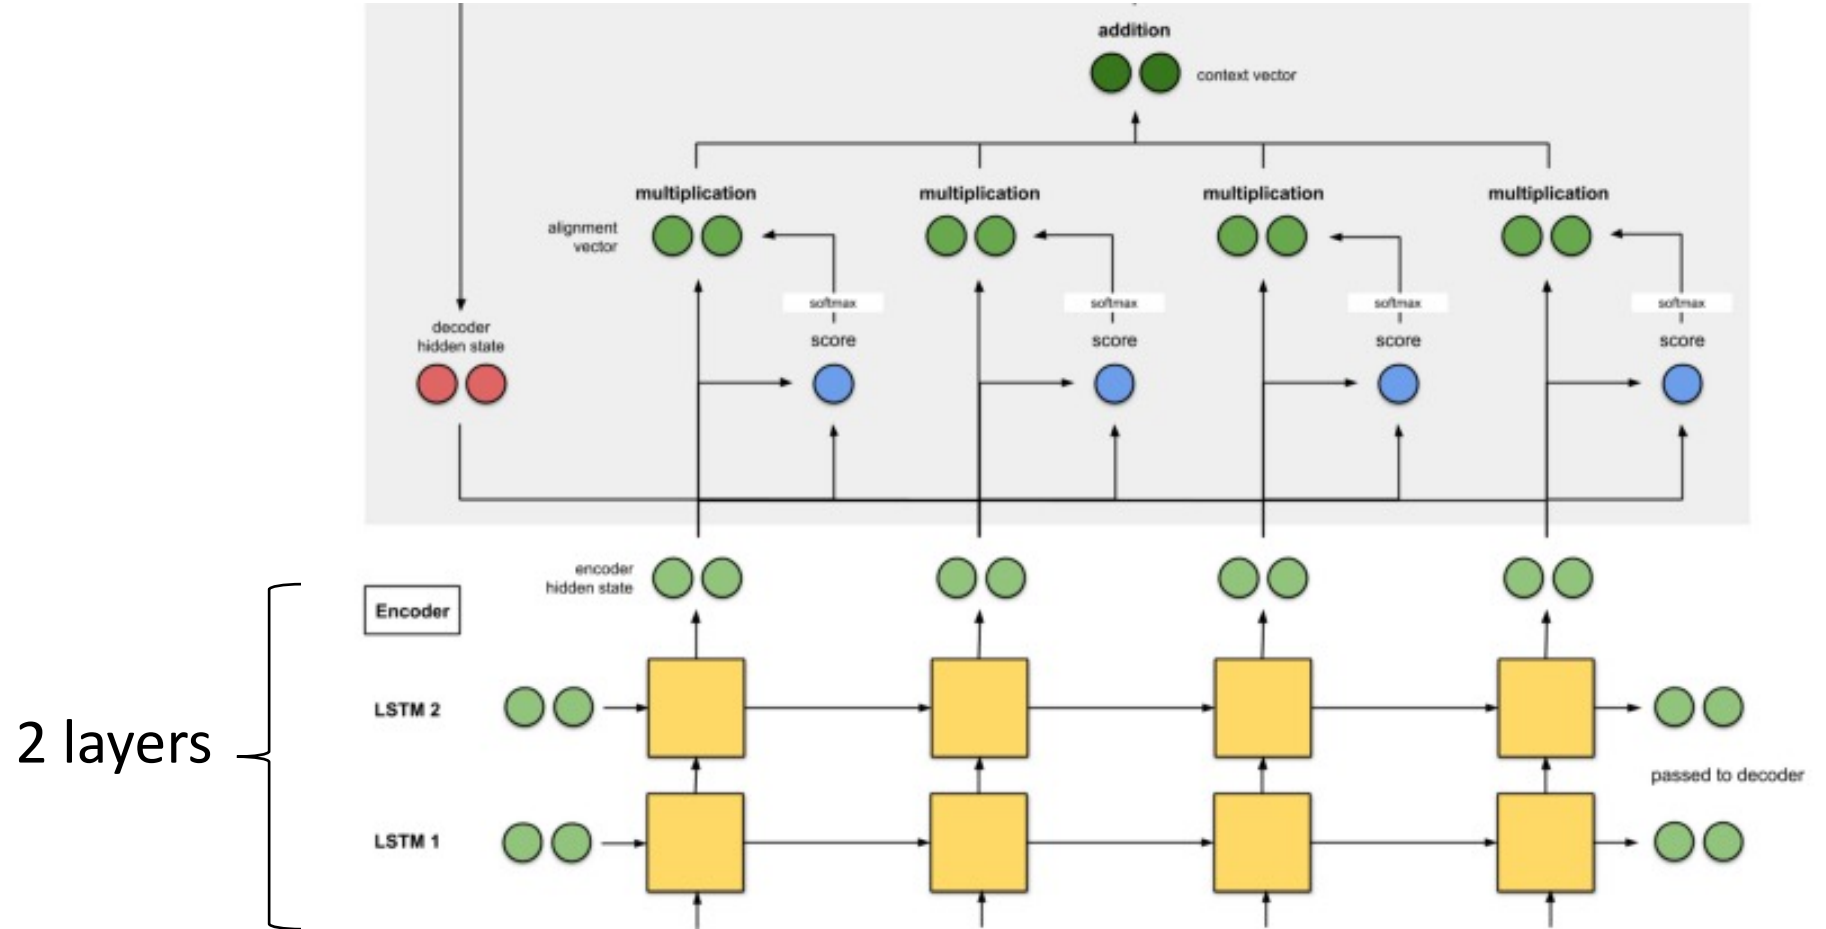 addition
context vector
multiplication multiplication multiplication multiplication
alignment
vector
softmax softmax softmax softmax
decoder
hidden state
score score score score
encoder
hidden state
Encoder
LSTM 2
2 layers
passed to decoder
LSTM 1